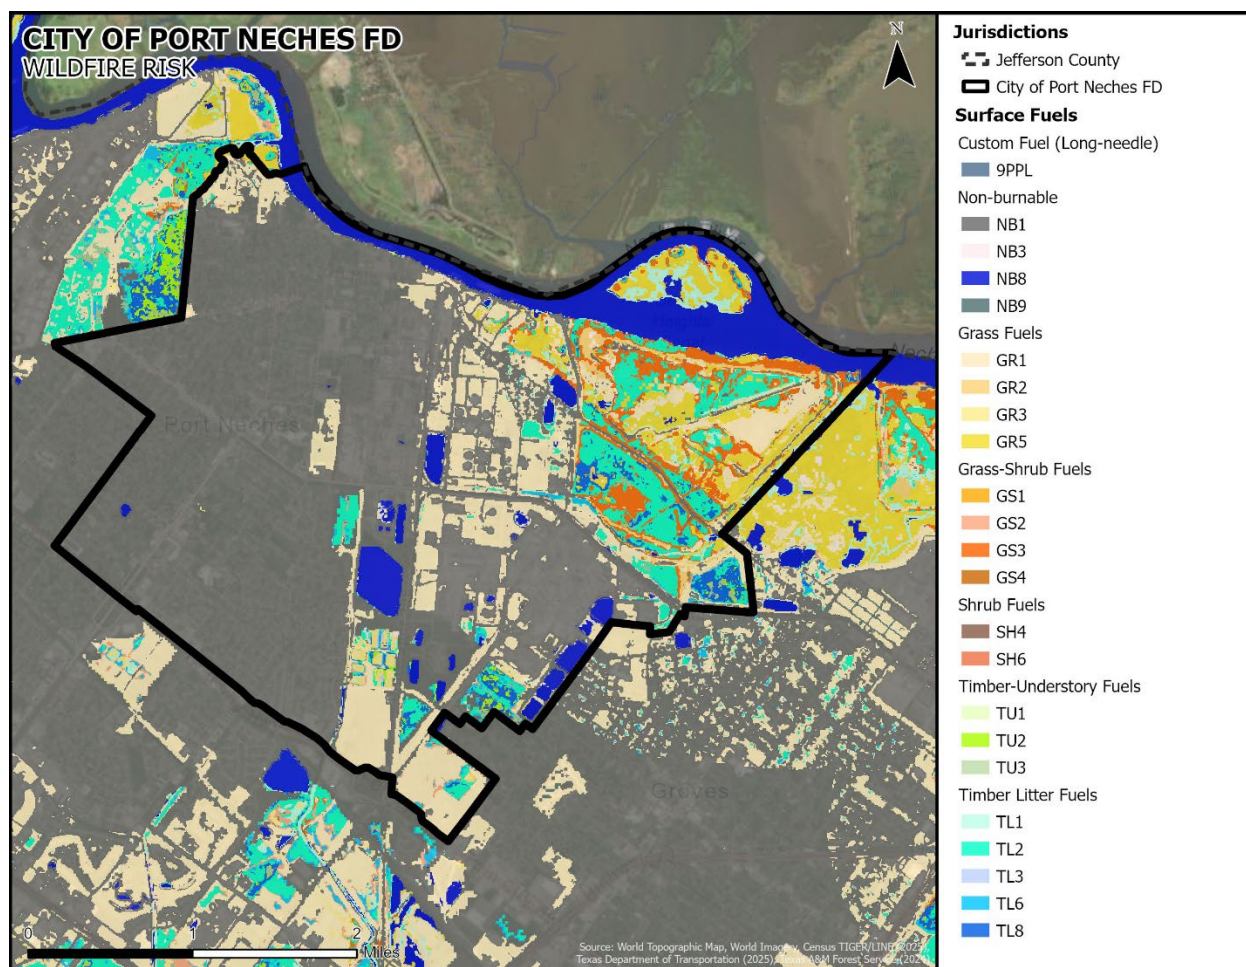 CITY OF PORT NECHES FD
WILDFIRE RISK
N
Port Neches
Groves
0 1 2
Miles
Source: World Topographic Map, World Imagery, Census TIGER/LINE (2025),
Texas Department of Transportation (2025), Texas A&M Forest Service (2024)
Jurisdictions
Jefferson County
City of Port Neches FD
Surface Fuels
Custom Fuel (Long-needle)
9PPL
Non-burnable
NB1
NB3
NB8
NB9
Grass Fuels
GR1
GR2
GR3
GR5
Grass-Shrub Fuels
GS1
GS2
GS3
GS4
Shrub Fuels
SH4
SH6
Timber-Understory Fuels
TU1
TU2
TU3
Timber Litter Fuels
TL1
TL2
TL3
TL6
TL8